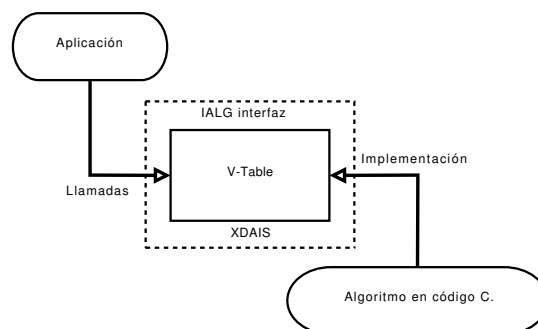 Aplicación
IALG interfaz
Implementación
V-Table
Llamadas
XDAIS
Algoritmo en código C.